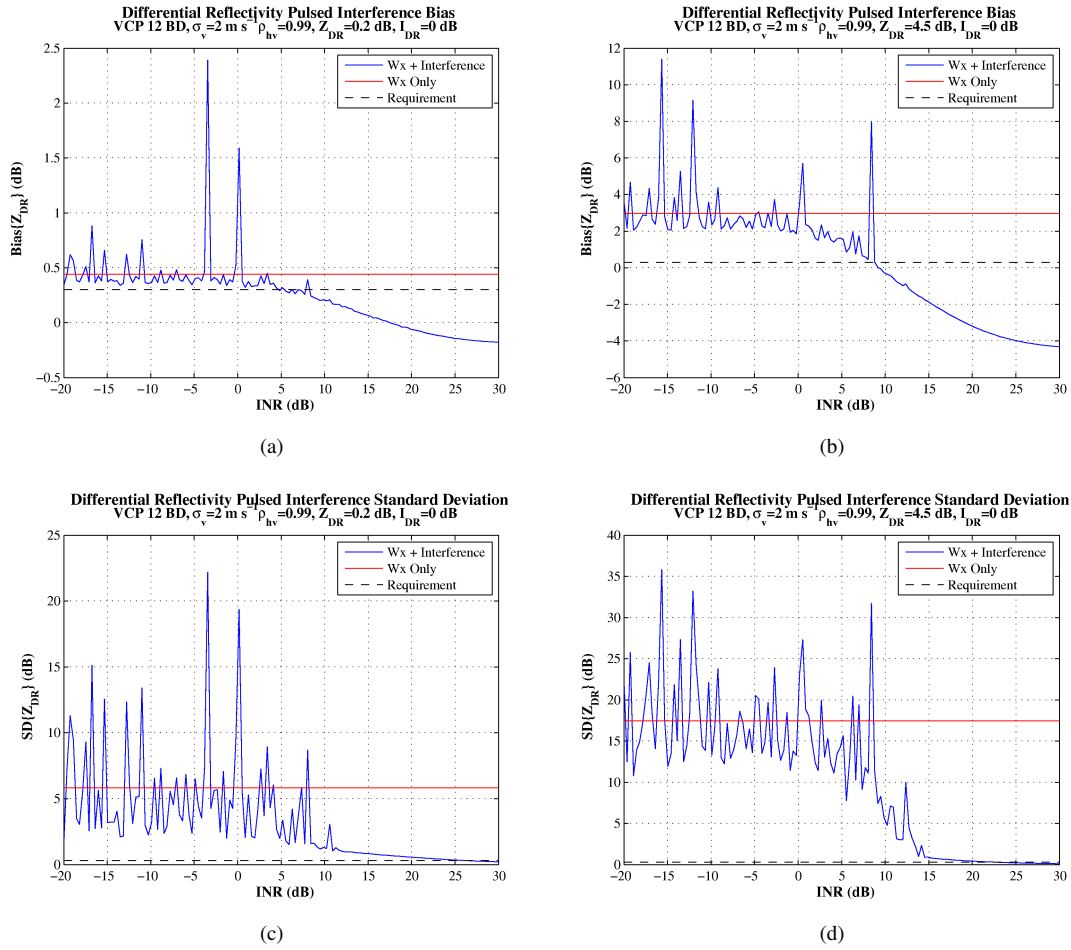 Differential Reflectivity Pulsed Interference Bias
VCP 12 BD, σv=2 m s−1ρhv=0.99, ZDR=0.2 dB, IDR=0 dB
2.5
2
1.5
1
0.5
0
−0.5
Bias{ZDR} (dB)
Wx + Interference
Wx Only
Requirement
−20 −15 −10 −5 0 5 10 15 20 25 30
INR (dB)
(a)
Differential Reflectivity Pulsed Interference Bias
VCP 12 BD, σv=2 m s−1ρhv=0.99, ZDR=4.5 dB, IDR=0 dB
12
10
8
6
4
2
0
−2
−4
−6
Bias{ZDR} (dB)
Wx + Interference
Wx Only
Requirement
−20 −15 −10 −5 0 5 10 15 20 25 30
INR (dB)
(b)
Differential Reflectivity Pulsed Interference Standard Deviation
VCP 12 BD, σv=2 m s−1ρhv=0.99, ZDR=0.2 dB, IDR=0 dB
25
20
15
10
5
0
SD{ZDR} (dB)
Wx + Interference
Wx Only
Requirement
−20 −15 −10 −5 0 5 10 15 20 25 30
INR (dB)
(c)
Differential Reflectivity Pulsed Interference Standard Deviation
VCP 12 BD, σv=2 m s−1ρhv=0.99, ZDR=4.5 dB, IDR=0 dB
40
35
30
25
20
15
10
5
0
SD{ZDR} (dB)
Wx + Interference
Wx Only
Requirement
−20 −15 −10 −5 0 5 10 15 20 25 30
INR (dB)
(d)